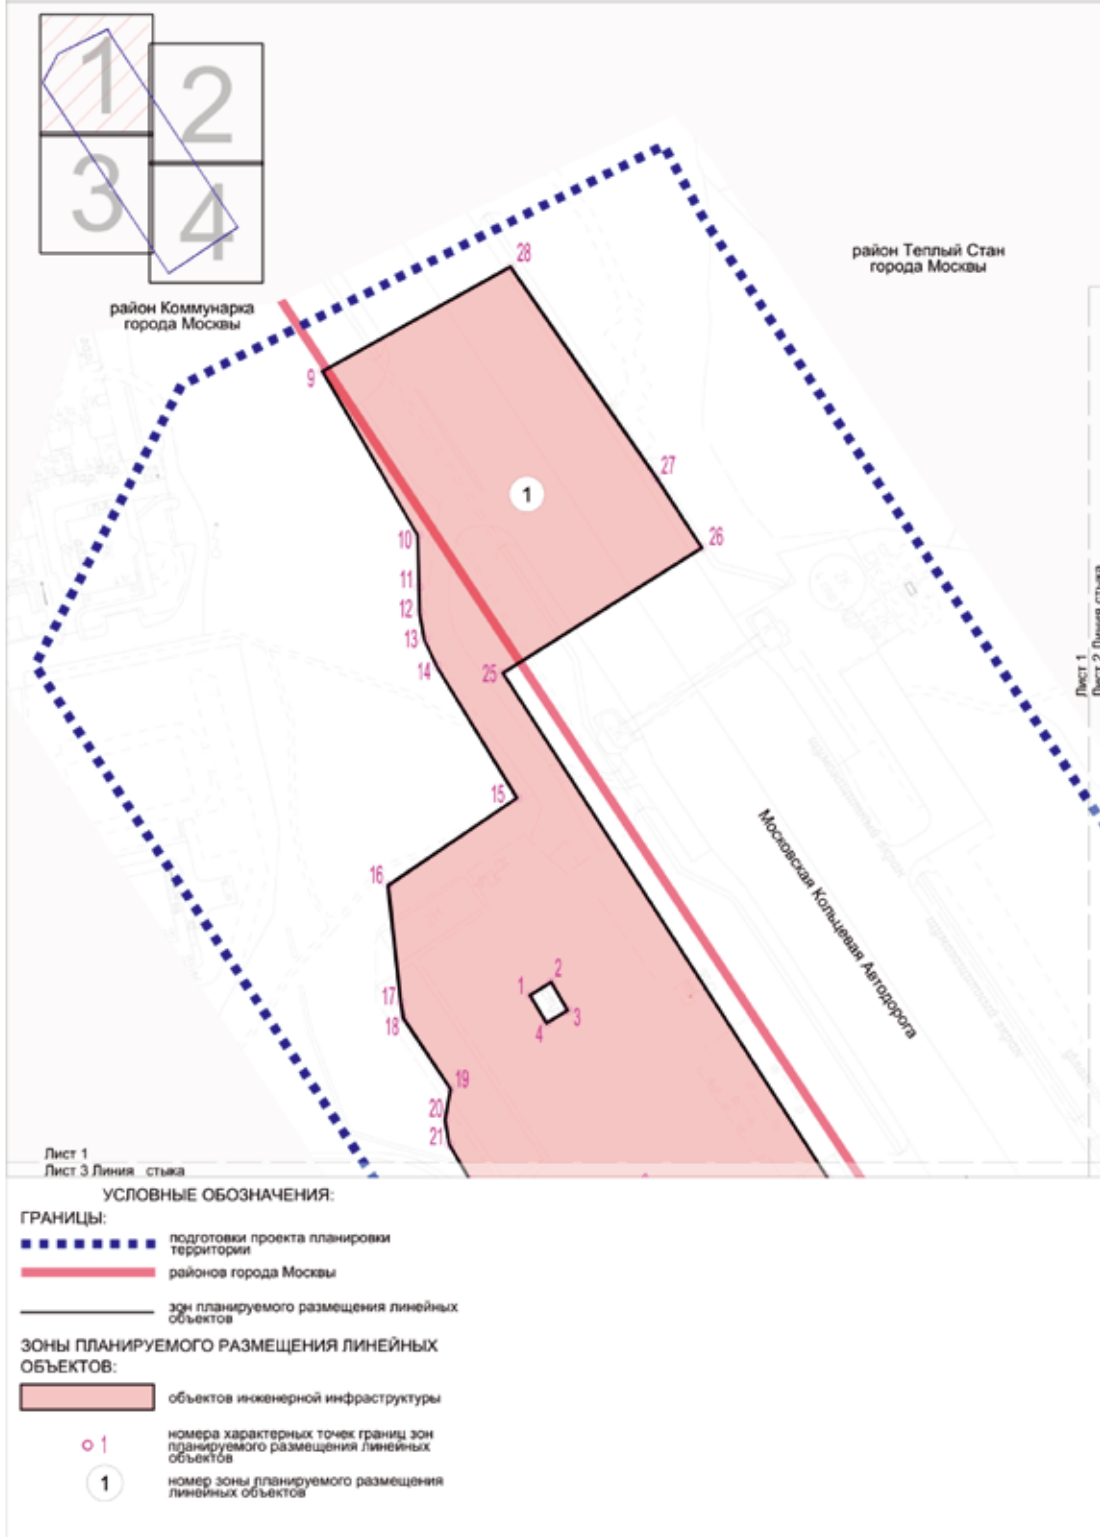 1
2
3
4
район Теплый Стан
города Москвы
район Коммунарка
города Москвы
28
9
27
1
26
10
11
12
13
14
25
15
16
Лист 1
Лист 2 Линия стыка
Московская Кольцевая Автодорога
1
2
3
4
17
18
19
20
21
Лист 1
Лист 3 Линия стыка
УСЛОВНЫЕ ОБОЗНАЧЕНИЯ:
ГРАНИЦЫ:
подготовки проекта планировки
территории
районов города Москвы
зон планируемого размещения линейных
объектов
ЗОНЫ ПЛАНИРУЕМОГО РАЗМЕЩЕНИЯ ЛИНЕЙНЫХ
ОБЪЕКТОВ:
объектов инженерной инфраструктуры
1
номера характерных точек границ зон
планируемого размещения линейных
объектов
1
номер зоны планируемого размещения
линейных объектов